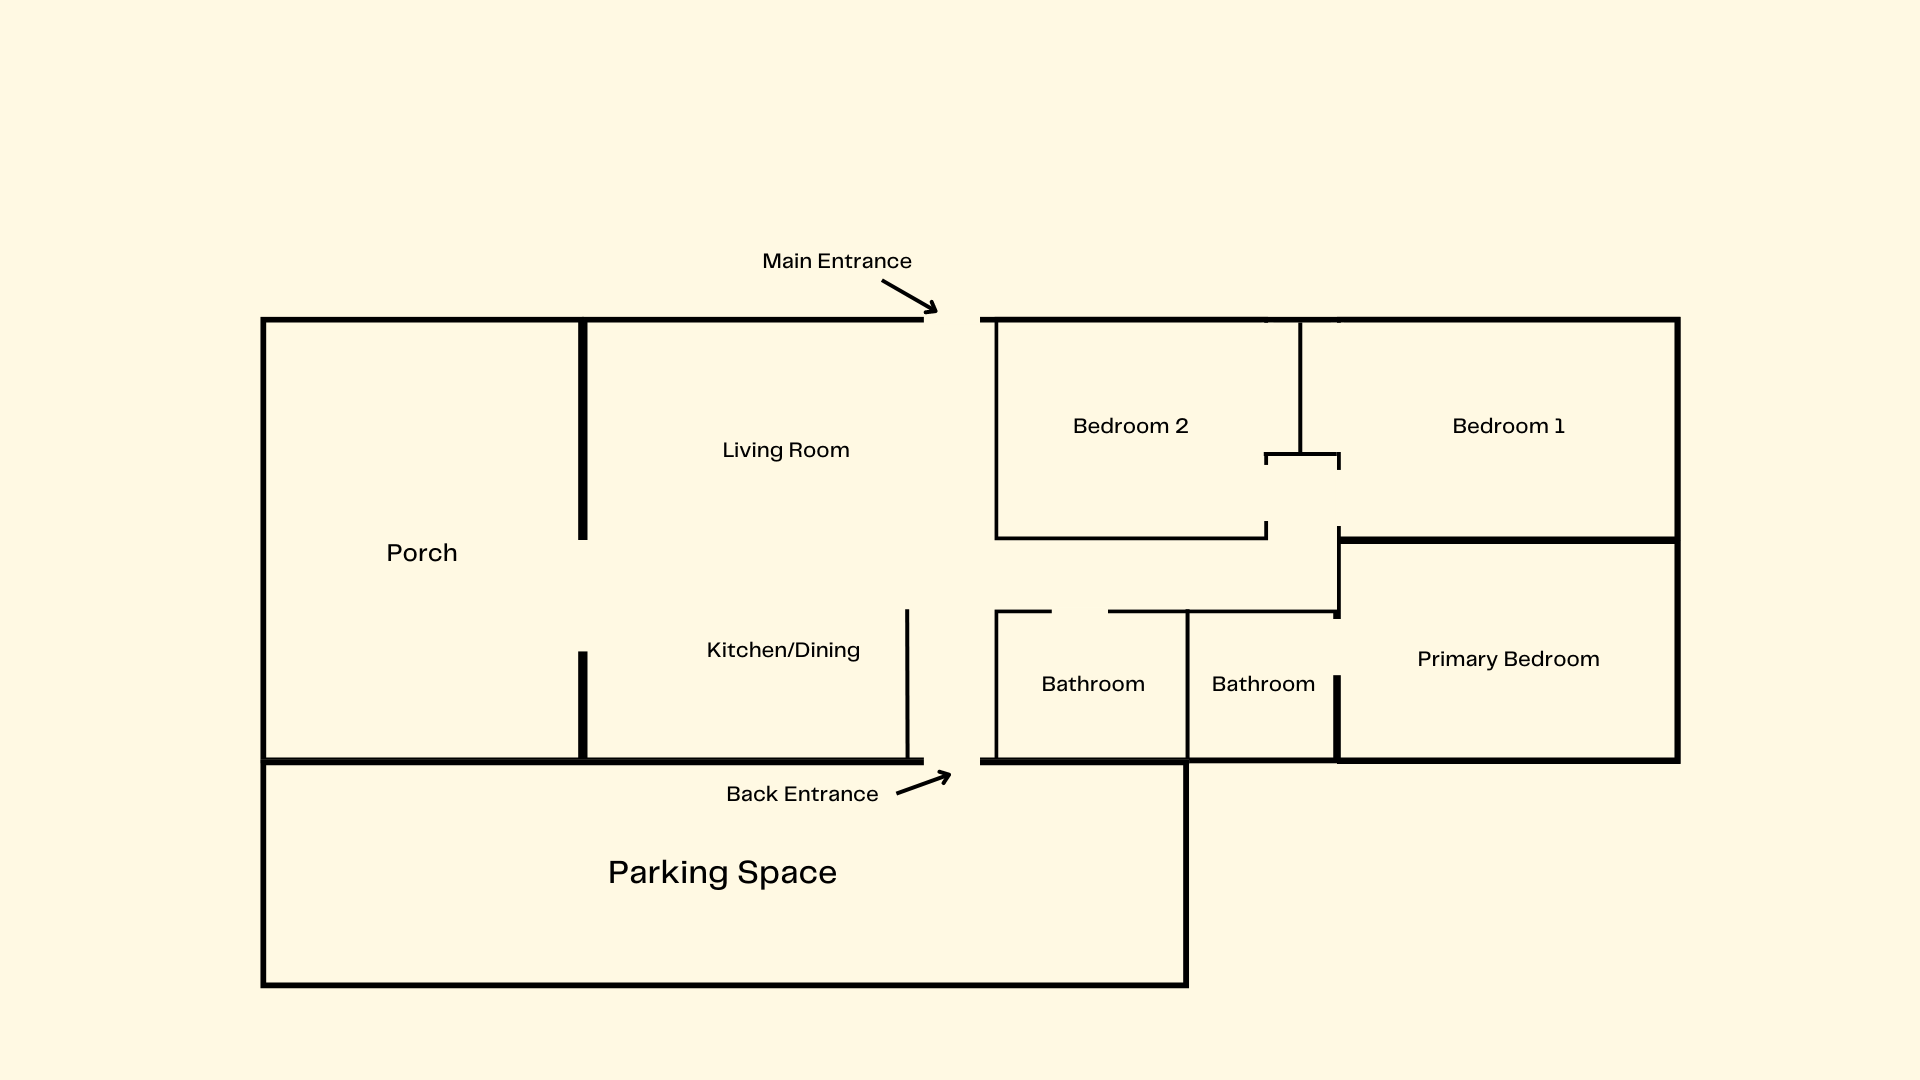 Main Entrance
Bedroom 2
Bedroom 1
Living Room
Porch
Kitchen/Dining
Primary Bedroom
Bathroom
Bathroom
Back Entrance
Parking Space